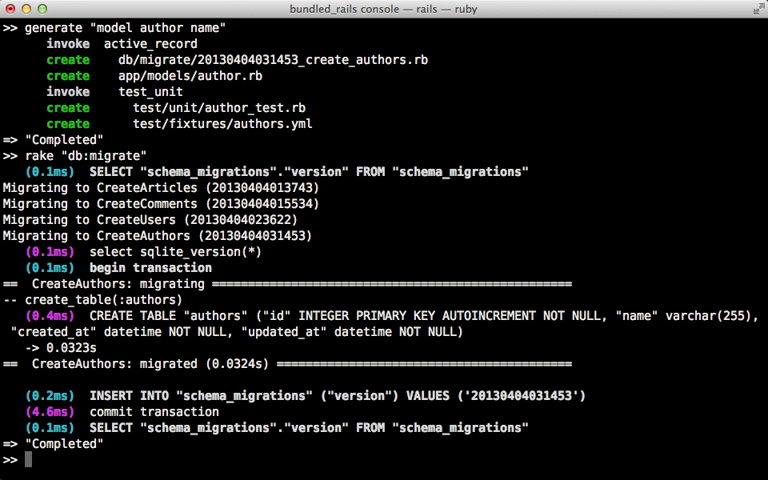 bundled_rails console — rails — ruby
>> generate "model author name"
invoke active_record
create db/migrate/20130404031453_create_authors.rb
create app/models/author.rb
invoke test_unit
create test/unit/author_test.rb
create test/fixtures/authors.yml
=> "Completed"
>> rake "db:migrate"
(0.1ms) SELECT "schema_migrations"."version" FROM "schema_migrations"
Migrating to CreateArticles (20130404013743)
Migrating to CreateComments (20130404015534)
Migrating to CreateUsers (20130404023622)
Migrating to CreateAuthors (20130404031453)
(0.1ms) select sqlite_version(*)
(0.1ms) begin transaction
== CreateAuthors: migrating ==================================================
-- create_table(:authors)
(0.4ms) CREATE TABLE "authors" ("id" INTEGER PRIMARY KEY AUTOINCREMENT NOT NULL, "name" varchar(255),
"created_at" datetime NOT NULL, "updated_at" datetime NOT NULL)
-> 0.0323s
== CreateAuthors: migrated (0.0324s) =========================================
(0.2ms) INSERT INTO "schema_migrations" ("version") VALUES ('20130404031453')
(4.6ms) commit transaction
(0.1ms) SELECT "schema_migrations"."version" FROM "schema_migrations"
=> "Completed"
>>